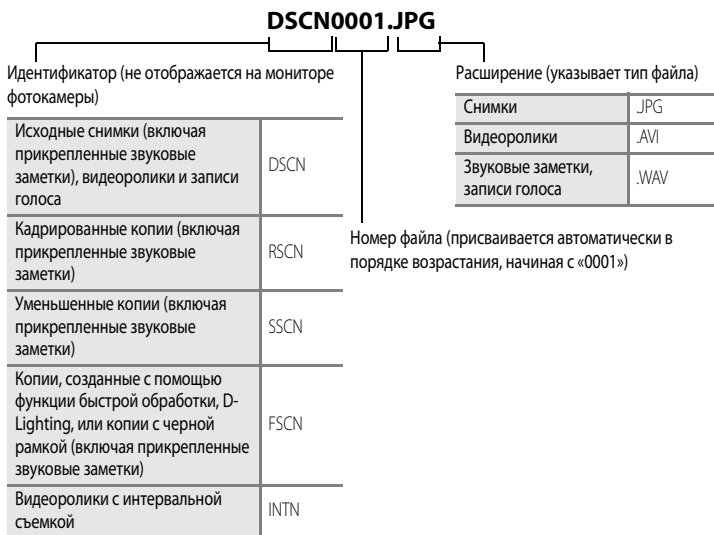 DSCN0001.JPG
Идентификатор (не отображается на мониторе
фотокамеры)
Исходные снимки (включая
прикрепленные звуковые
заметки), видеоролики и записи
голоса
DSCN
Кадрированные копии (включая
прикрепленные звуковые
заметки)
RSCN
Уменьшенные копии (включая
прикрепленные звуковые
заметки)
SSCN
Копии, созданные с помощью
функции быстрой обработки, D-
Lighting, или копии с черной
рамкой (включая прикрепленные
звуковые заметки)
FSCN
Видеоролики с интервальной
съемкой
INTN
Расширение (указывает тип файла)
Снимки
.JPG
Видеоролики
.AVI
Звуковые заметки,
записи голоса
.WAV
Номер файла (присваивается автоматически в
порядке возрастания, начиная с «0001»)